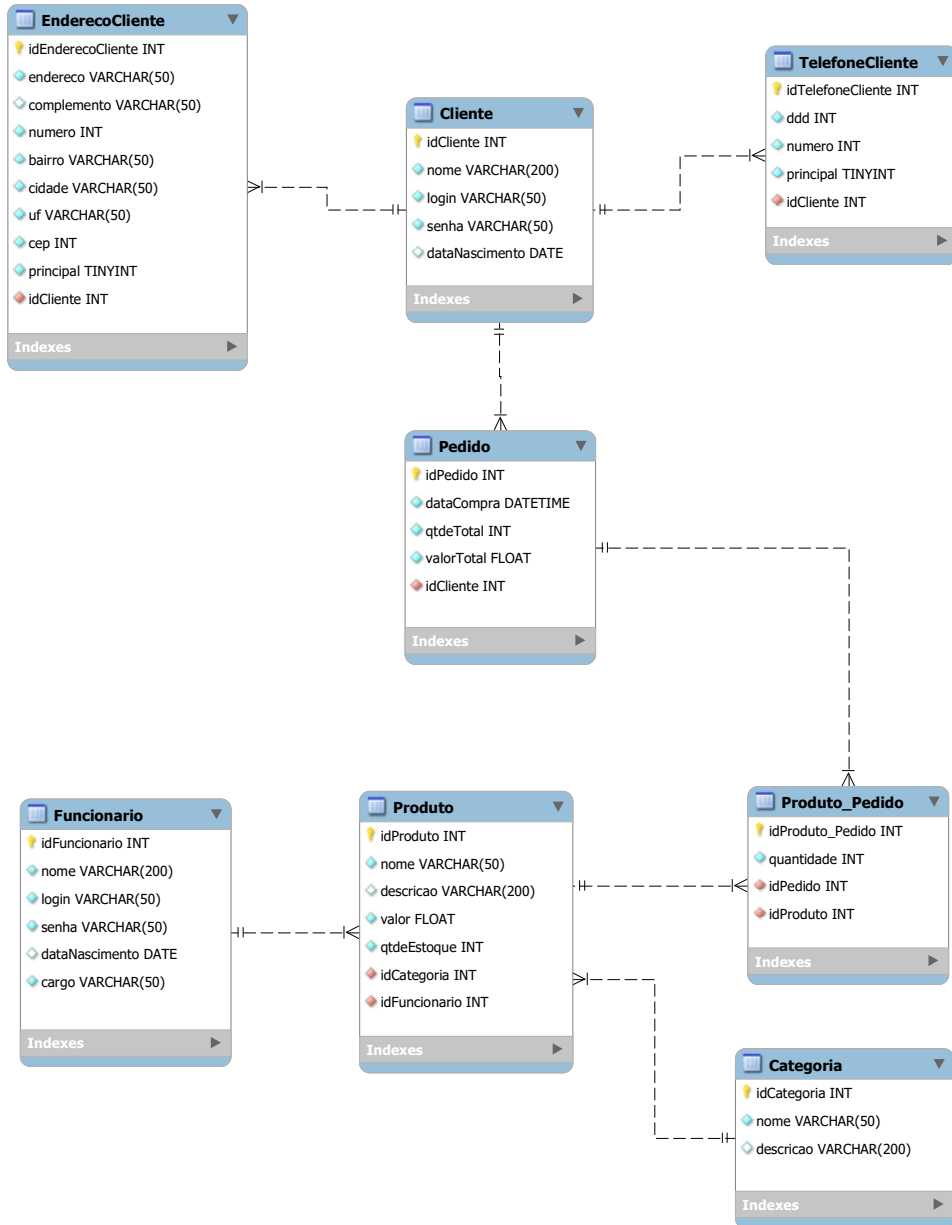 EnderecoCliente
idEnderecoCliente INT
endereco VARCHAR(50)
complemento VARCHAR(50)
numero INT
bairro VARCHAR(50)
cidade VARCHAR(50)
uf VARCHAR(50)
cep INT
principal TINYINT
idCliente INT
Indexes
Cliente
idCliente INT
nome VARCHAR(200)
login VARCHAR(50)
senha VARCHAR(50)
dataNascimento DATE
Indexes
TelefoneCliente
idTelefoneCliente INT
ddd INT
numero INT
principal TINYINT
idCliente INT
Indexes
Pedido
idPedido INT
dataCompra DATETIME
qtdeTotal INT
valorTotal FLOAT
idCliente INT
Indexes
Funcionario
idFuncionario INT
nome VARCHAR(200)
login VARCHAR(50)
senha VARCHAR(50)
dataNascimento DATE
cargo VARCHAR(50)
Indexes
Produto
idProduto INT
nome VARCHAR(50)
descricao VARCHAR(200)
valor FLOAT
qtdeEstoque INT
idCategoria INT
idFuncionario INT
Indexes
Produto_Pedido
idProduto_Pedido INT
quantidade INT
idPedido INT
idProduto INT
Indexes
Categoria
idCategoria INT
nome VARCHAR(50)
descricao VARCHAR(200)
Indexes